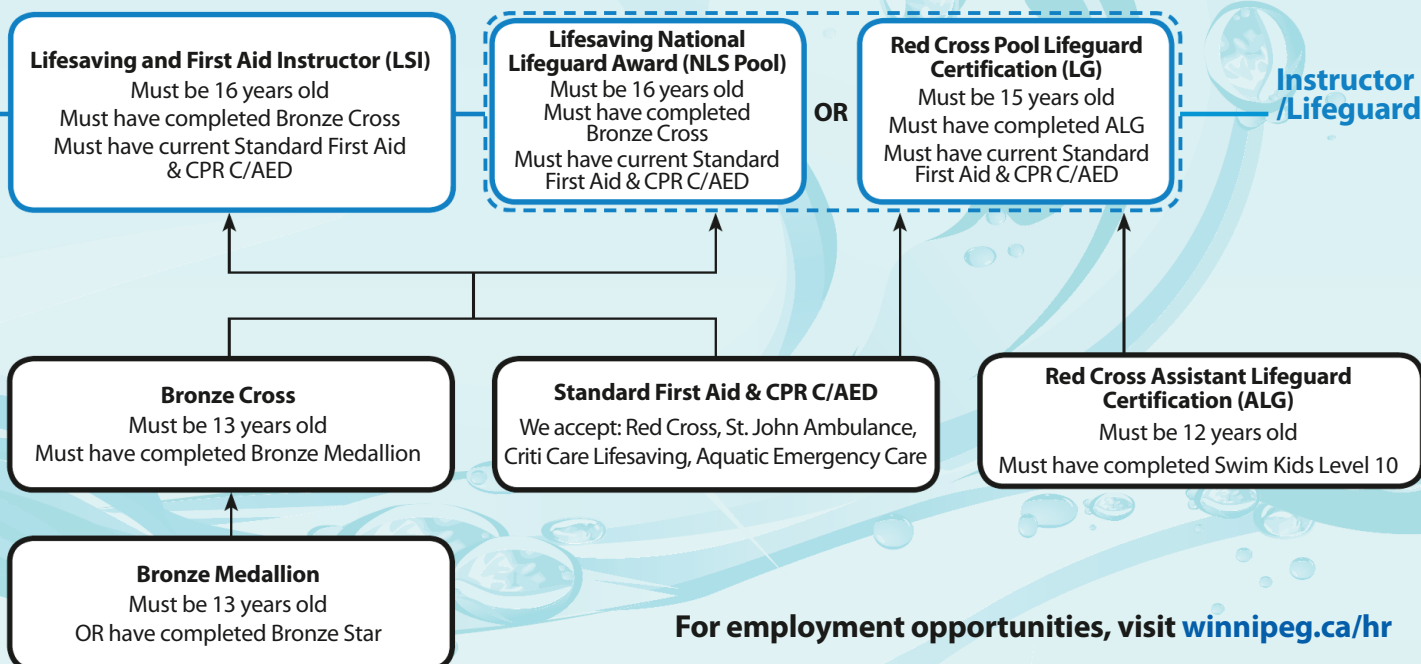 Lifesaving and First Aid Instructor (LSI)
Must be 16 years old
Must have completed Bronze Cross
Must have current Standard First Aid
& CPR C/AED
Lifesaving National
Lifeguard Award (NLS Pool)
Must be 16 years old
Must have completed
Bronze Cross
Must have current Standard
First Aid & CPR C/AED
OR
Red Cross Pool Lifeguard
Certification (LG)
Must be 15 years old
Must have completed ALG
Must have current Standard
First Aid & CPR C/AED
Instructor
/Lifeguard
Bronze Cross
Must be 13 years old
Must have completed Bronze Medallion
Standard First Aid & CPR C/AED
We accept: Red Cross, St. John Ambulance,
Criti Care Lifesaving, Aquatic Emergency Care
Red Cross Assistant Lifeguard
Certification (ALG)
Must be 12 years old
Must have completed Swim Kids Level 10
Bronze Medallion
Must be 13 years old
OR have completed Bronze Star
For employment opportunities, visit winnipeg.ca/hr